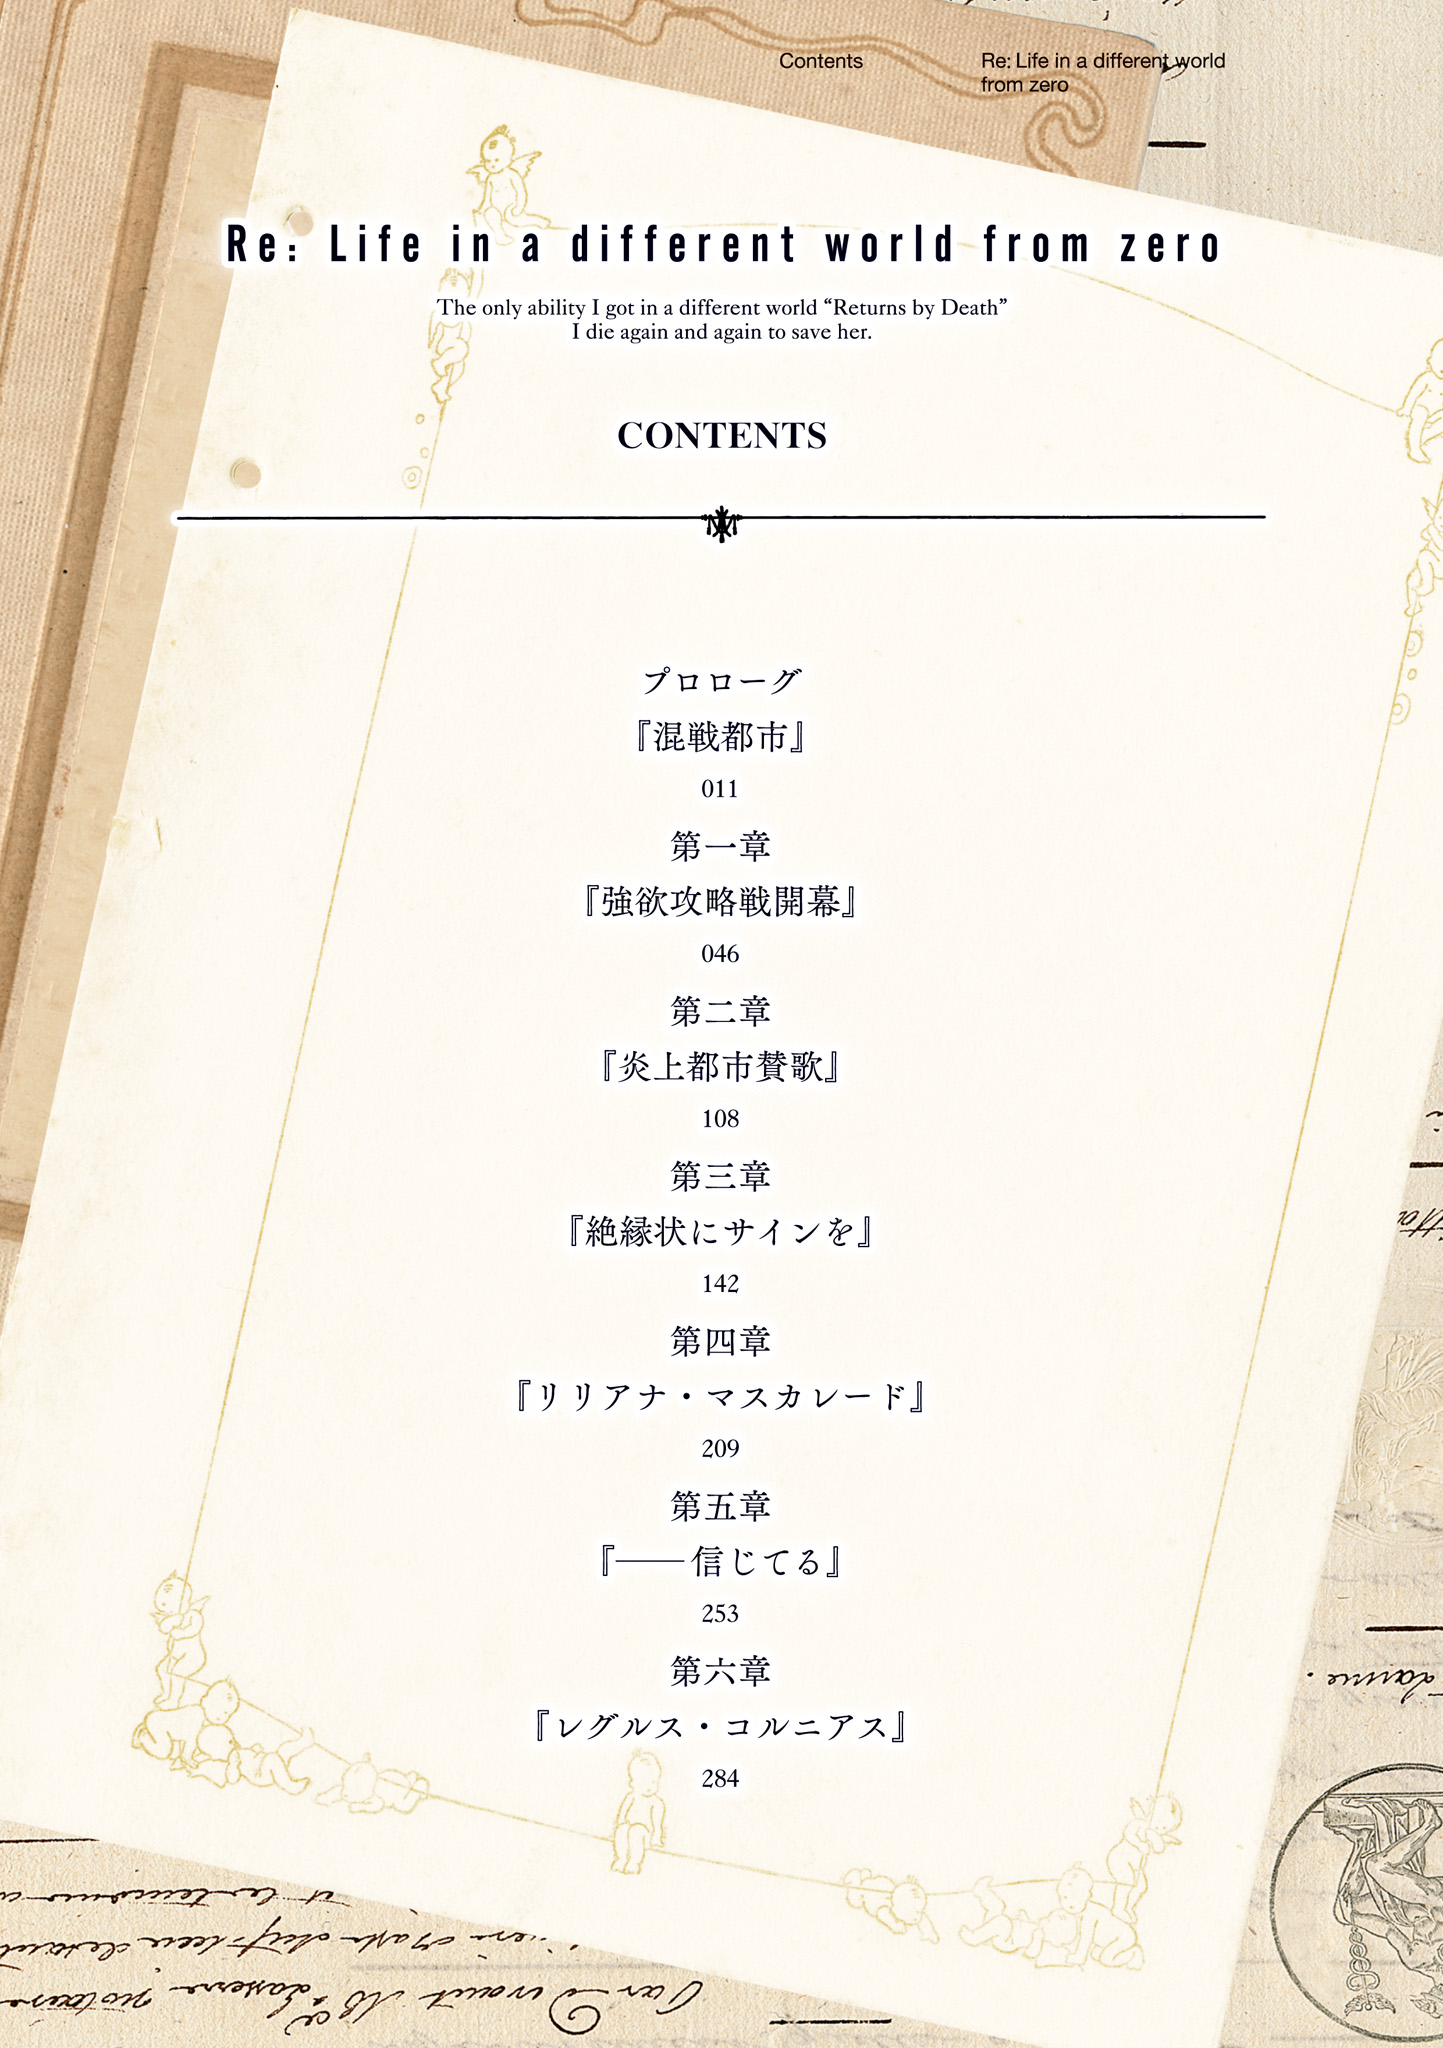 Contents
Re: Life in a different world
from zero
Re: Life in a different world from zero
The only ability I got in a different world “Returns by Death”
I die again and again to save her.
CONTENTS
プロローグ
『混戦都市』
011
第一章
『強欲攻略戦開幕』
046
第二章
『炎上都市賛歌』
108
第三章
『絶縁状にサインを』
142
第四章
『リリアナ・マスカレード』
209
第五章
『――信じてる』
253
第六章
『レグルス・コルニアス』
284